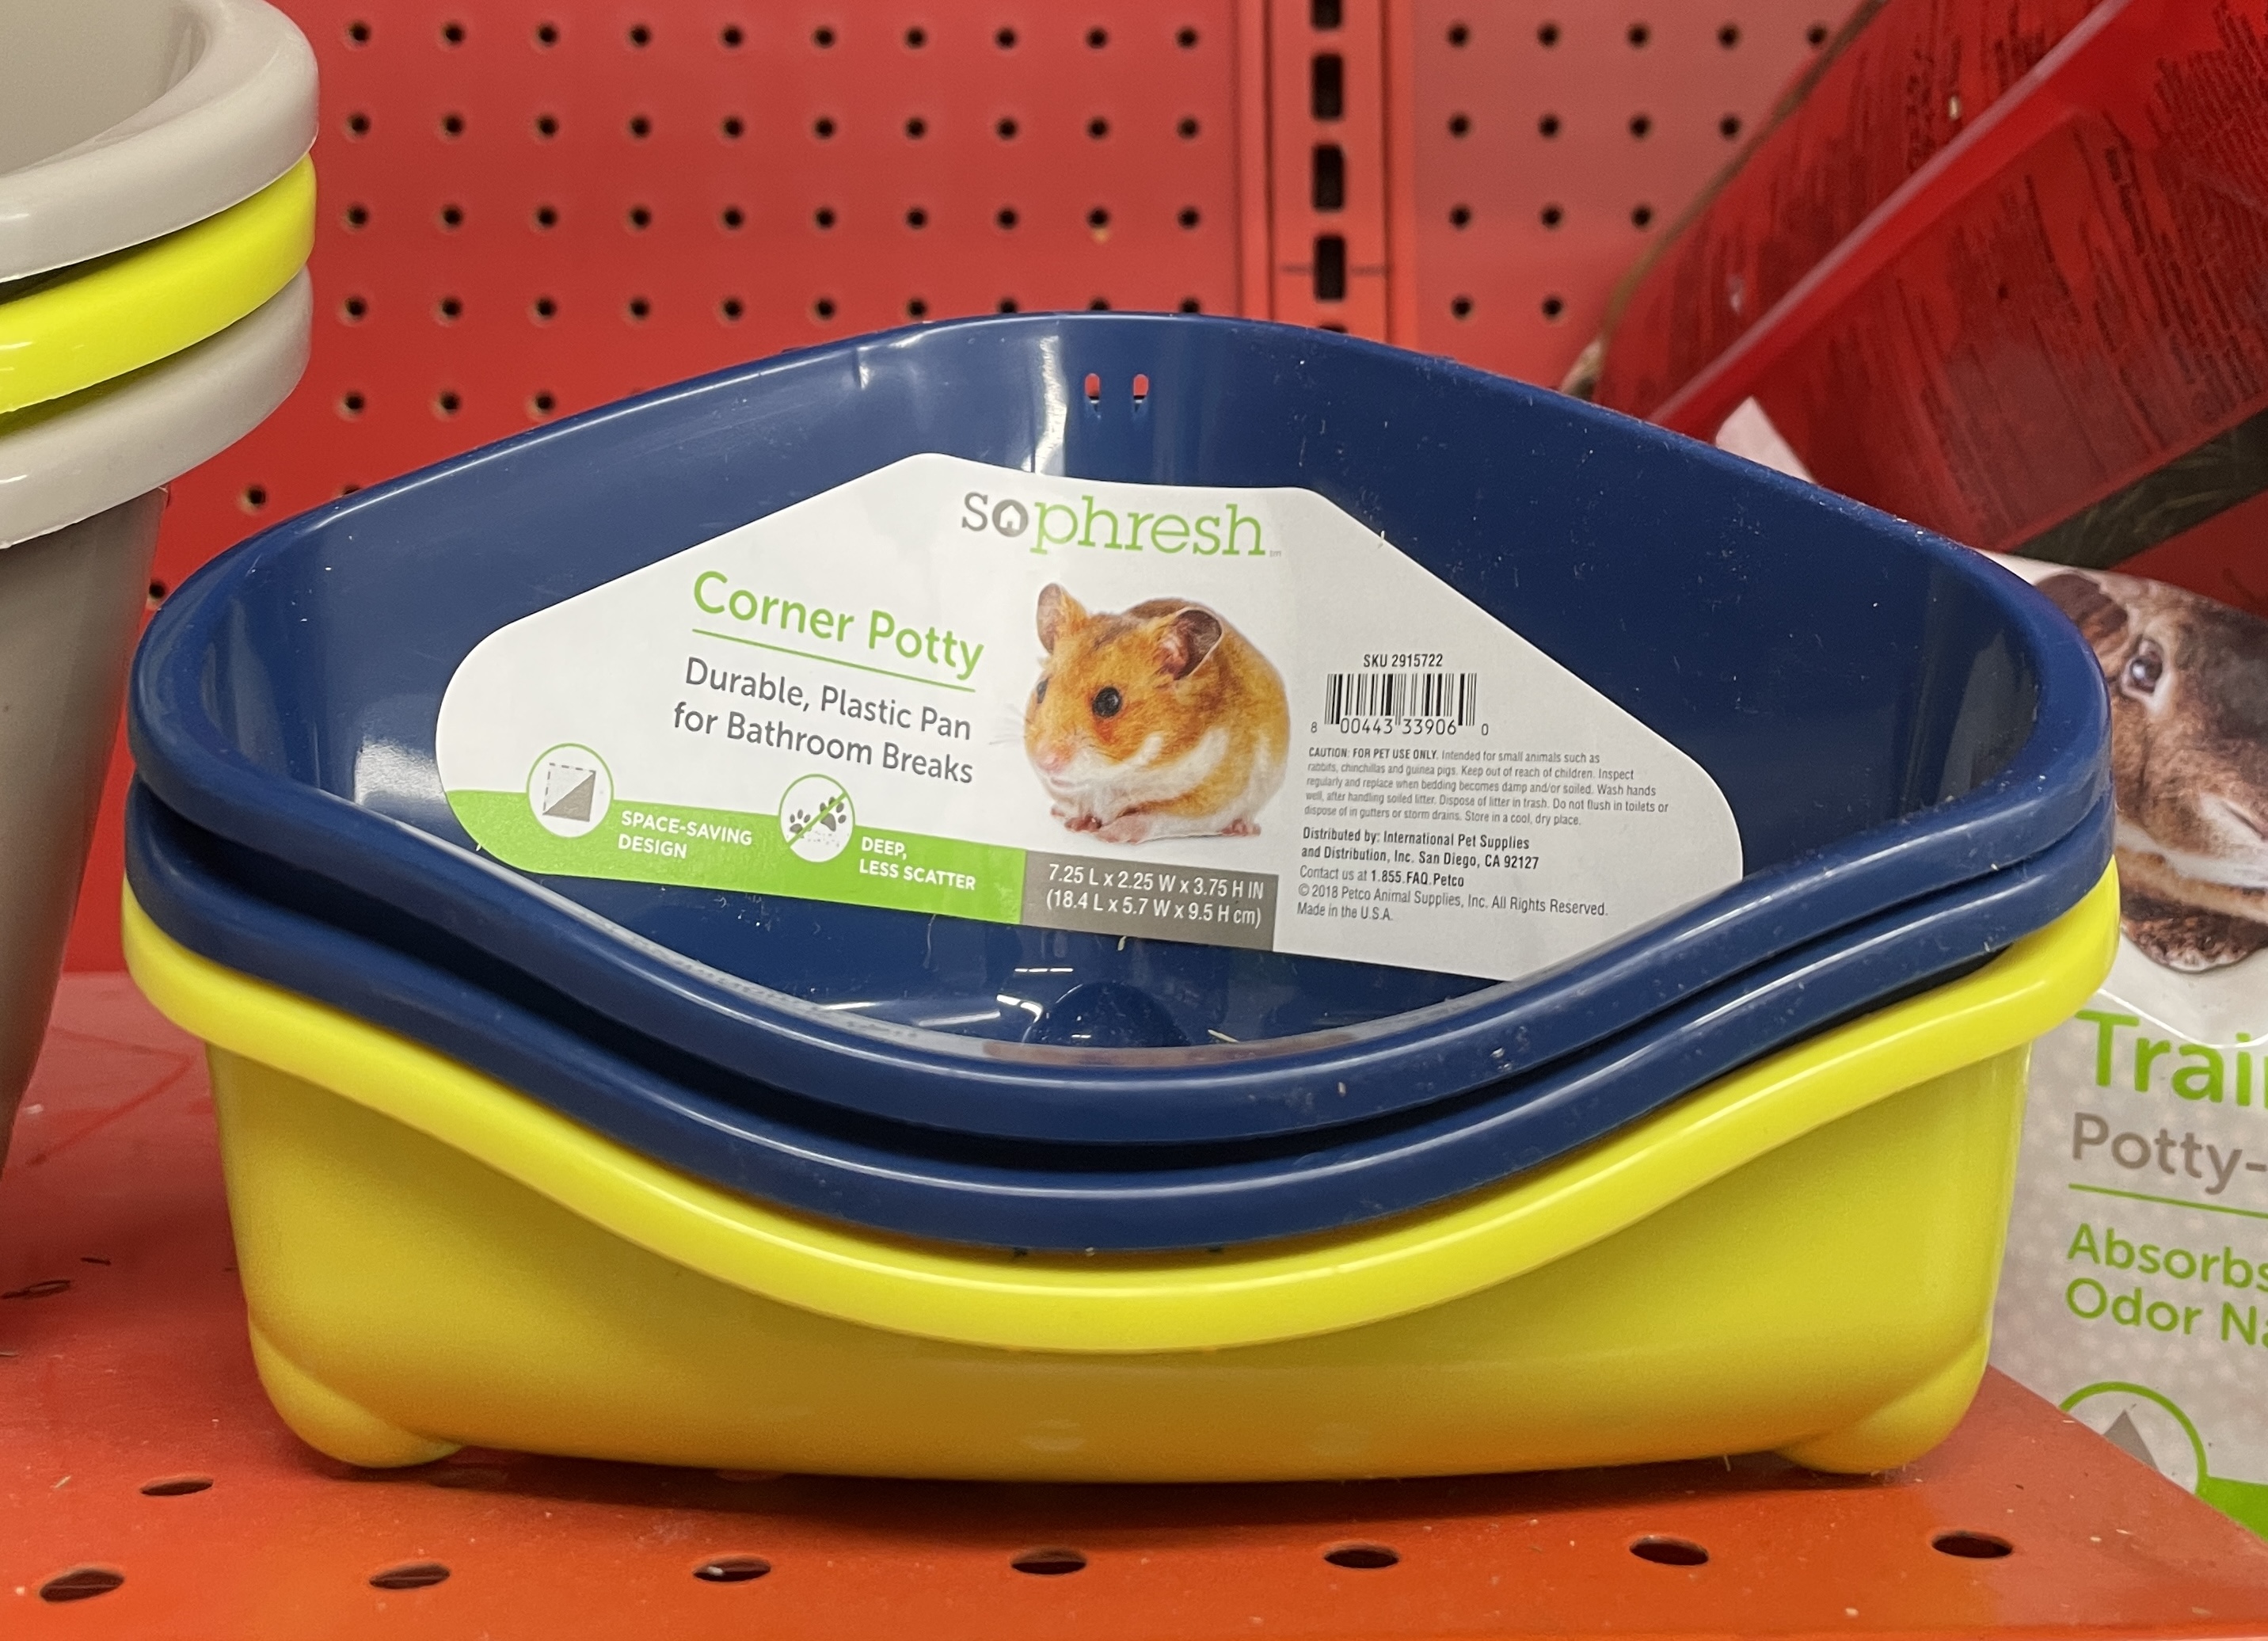 sophresh
Corner Potty
Durable, Plastic Pan
for Bathroom Breaks
SPACE-SAVING
DESIGN
DEEP,
LESS SCATTER
7.25 L x 2.25 W x 3.75 H IN
(18.4 L x 5.7 W x 9.5 H cm)
SKU 2915722
8 00443 33906 0
CAUTION: FOR PET USE ONLY. Intended for small animals such as
rabbits, chinchillas and guinea pigs. Keep out of reach of children. Inspect
regularly and replace when bedding becomes damp and/or soiled. Wash hands
well, after handling soiled litter. Dispose of litter in trash. Do not flush in toilets or
dispose of in gutters or storm drains. Store in a cool, dry place.
Distributed by: International Pet Supplies
and Distribution, Inc. San Diego, CA 92127
Contact us at 1.855.FAQ.Petco
© 2018 Petco Animal Supplies, Inc. All Rights Reserved.
Made in the U.S.A.
Trai
Potty-
Absorbs
Odor Na